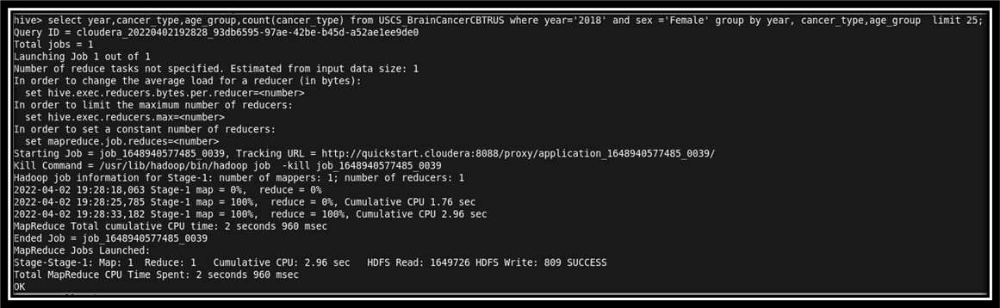 hive> select year,cancer_type,age_group,count(cancer_type) from USCS_BrainCancerCBTRUS where year='2018' and sex ='Female' group by year, cancer_type,age_group  limit 25;
Query ID = cloudera_20220402192828_93db6595-97ae-42be-b45d-a52ae1ee9de0
Total jobs = 1
Launching Job 1 out of 1
Number of reduce tasks not specified. Estimated from input data size: 1
In order to change the average load for a reducer (in bytes):
  set hive.exec.reducers.bytes.per.reducer=<number>
In order to limit the maximum number of reducers:
  set hive.exec.reducers.max=<number>
In order to set a constant number of reducers:
  set mapreduce.job.reduces=<number>
Starting Job = job_1648940577485_0039, Tracking URL = http://quickstart.cloudera:8088/proxy/application_1648940577485_0039/
Kill Command = /usr/lib/hadoop/bin/hadoop job  -kill job_1648940577485_0039
Hadoop job information for Stage-1: number of mappers: 1; number of reducers: 1
2022-04-02 19:28:18,063 Stage-1 map = 0%,  reduce = 0%
2022-04-02 19:28:25,785 Stage-1 map = 100%,  reduce = 0%, Cumulative CPU 1.76 sec
2022-04-02 19:28:33,182 Stage-1 map = 100%,  reduce = 100%, Cumulative CPU 2.96 sec
MapReduce Total cumulative CPU time: 2 seconds 960 msec
Ended Job = job_1648940577485_0039
MapReduce Jobs Launched:
Stage-Stage-1: Map: 1  Reduce: 1   Cumulative CPU: 2.96 sec   HDFS Read: 1649726 HDFS Write: 809 SUCCESS
Total MapReduce CPU Time Spent: 2 seconds 960 msec
OK